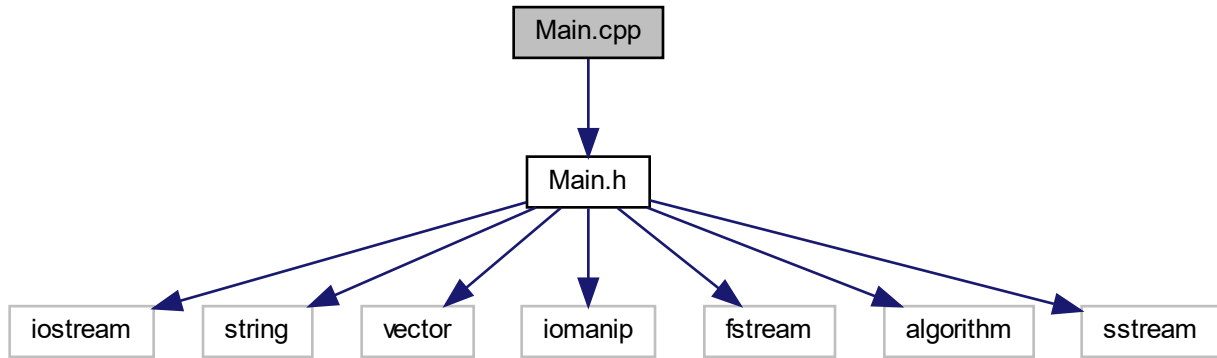 Main.cpp
Main.h
iostream
string
vector
iomanip
fstream
algorithm
sstream